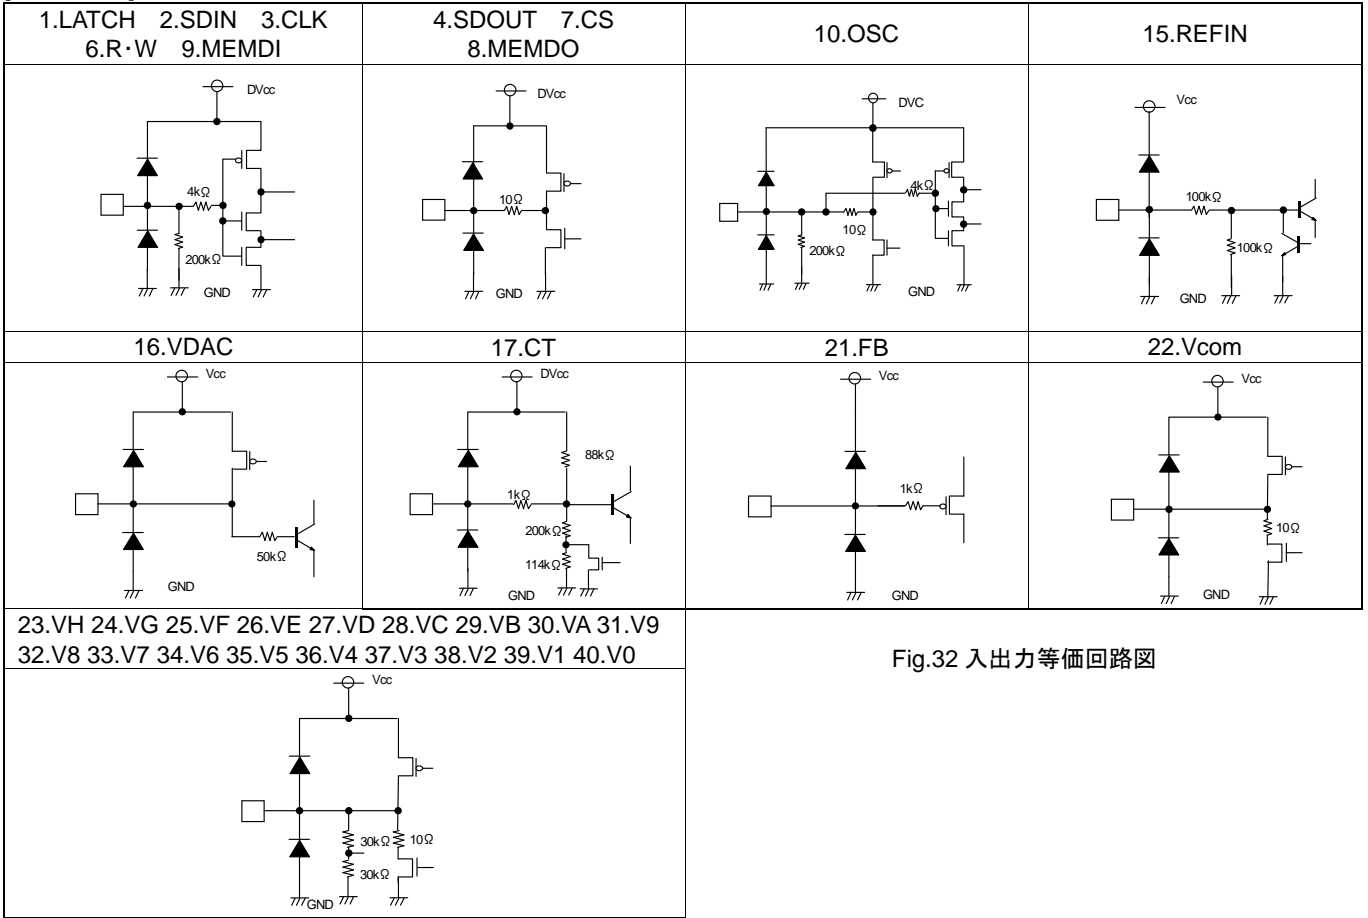 1.LATCH 2.SDIN 3.CLK
6.R・W 9.MEMDI
4.SDOUT 7.CS
8.MEMDO
10.OSC
15.REFIN
DVcc
4kΩ
200kΩ
GND
DVcc
10Ω
GND
DVC
4kΩ
10Ω
200kΩ
GND
Vcc
100kΩ
100kΩ
GND
16.VDAC
17.CT
21.FB
22.Vcom
Vcc
50kΩ
GND
DVcc
88kΩ
1kΩ
200kΩ
114kΩ
GND
Vcc
1kΩ
GND
Vcc
10Ω
GND
23.VH 24.VG 25.VF 26.VE 27.VD 28.VC 29.VB 30.VA 31.V9
32.V8 33.V7 34.V6 35.V5 36.V4 37.V3 38.V2 39.V1 40.V0
Vcc
30kΩ
10Ω
30kΩ
GND
Fig.32 入出力等価回路図